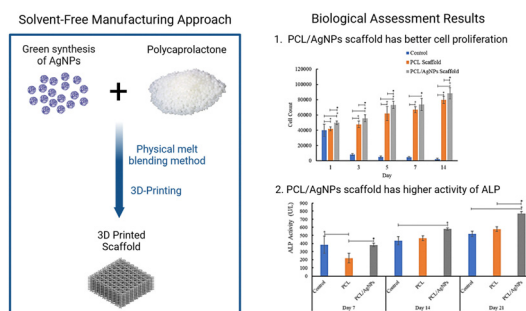 Solvent-Free Manufacturing Approach
Green synthesis
of AgNPs
Polycaprolactone
+
Physical melt
blending method
3D-Printing
3D Printed
Scaffold
Biological Assessment Results
1. PCL/AgNPs scaffold has better cell proliferation
Control
PCL Scaffold
PCL/AgNPs Scaffold
Cell Count
120000
100000
80000
60000
40000
20000
0
1 3 5 7 14
Day
2. PCL/AgNPs scaffold has higher activity of ALP
ALP Activity (UL)
900
800
700
600
500
400
300
200
100
0
Control PCL PCL/AgNPs Control PCL PCL/AgNPs Control PCL PCL/AgNPs
Day 7 Day 14 Day 21